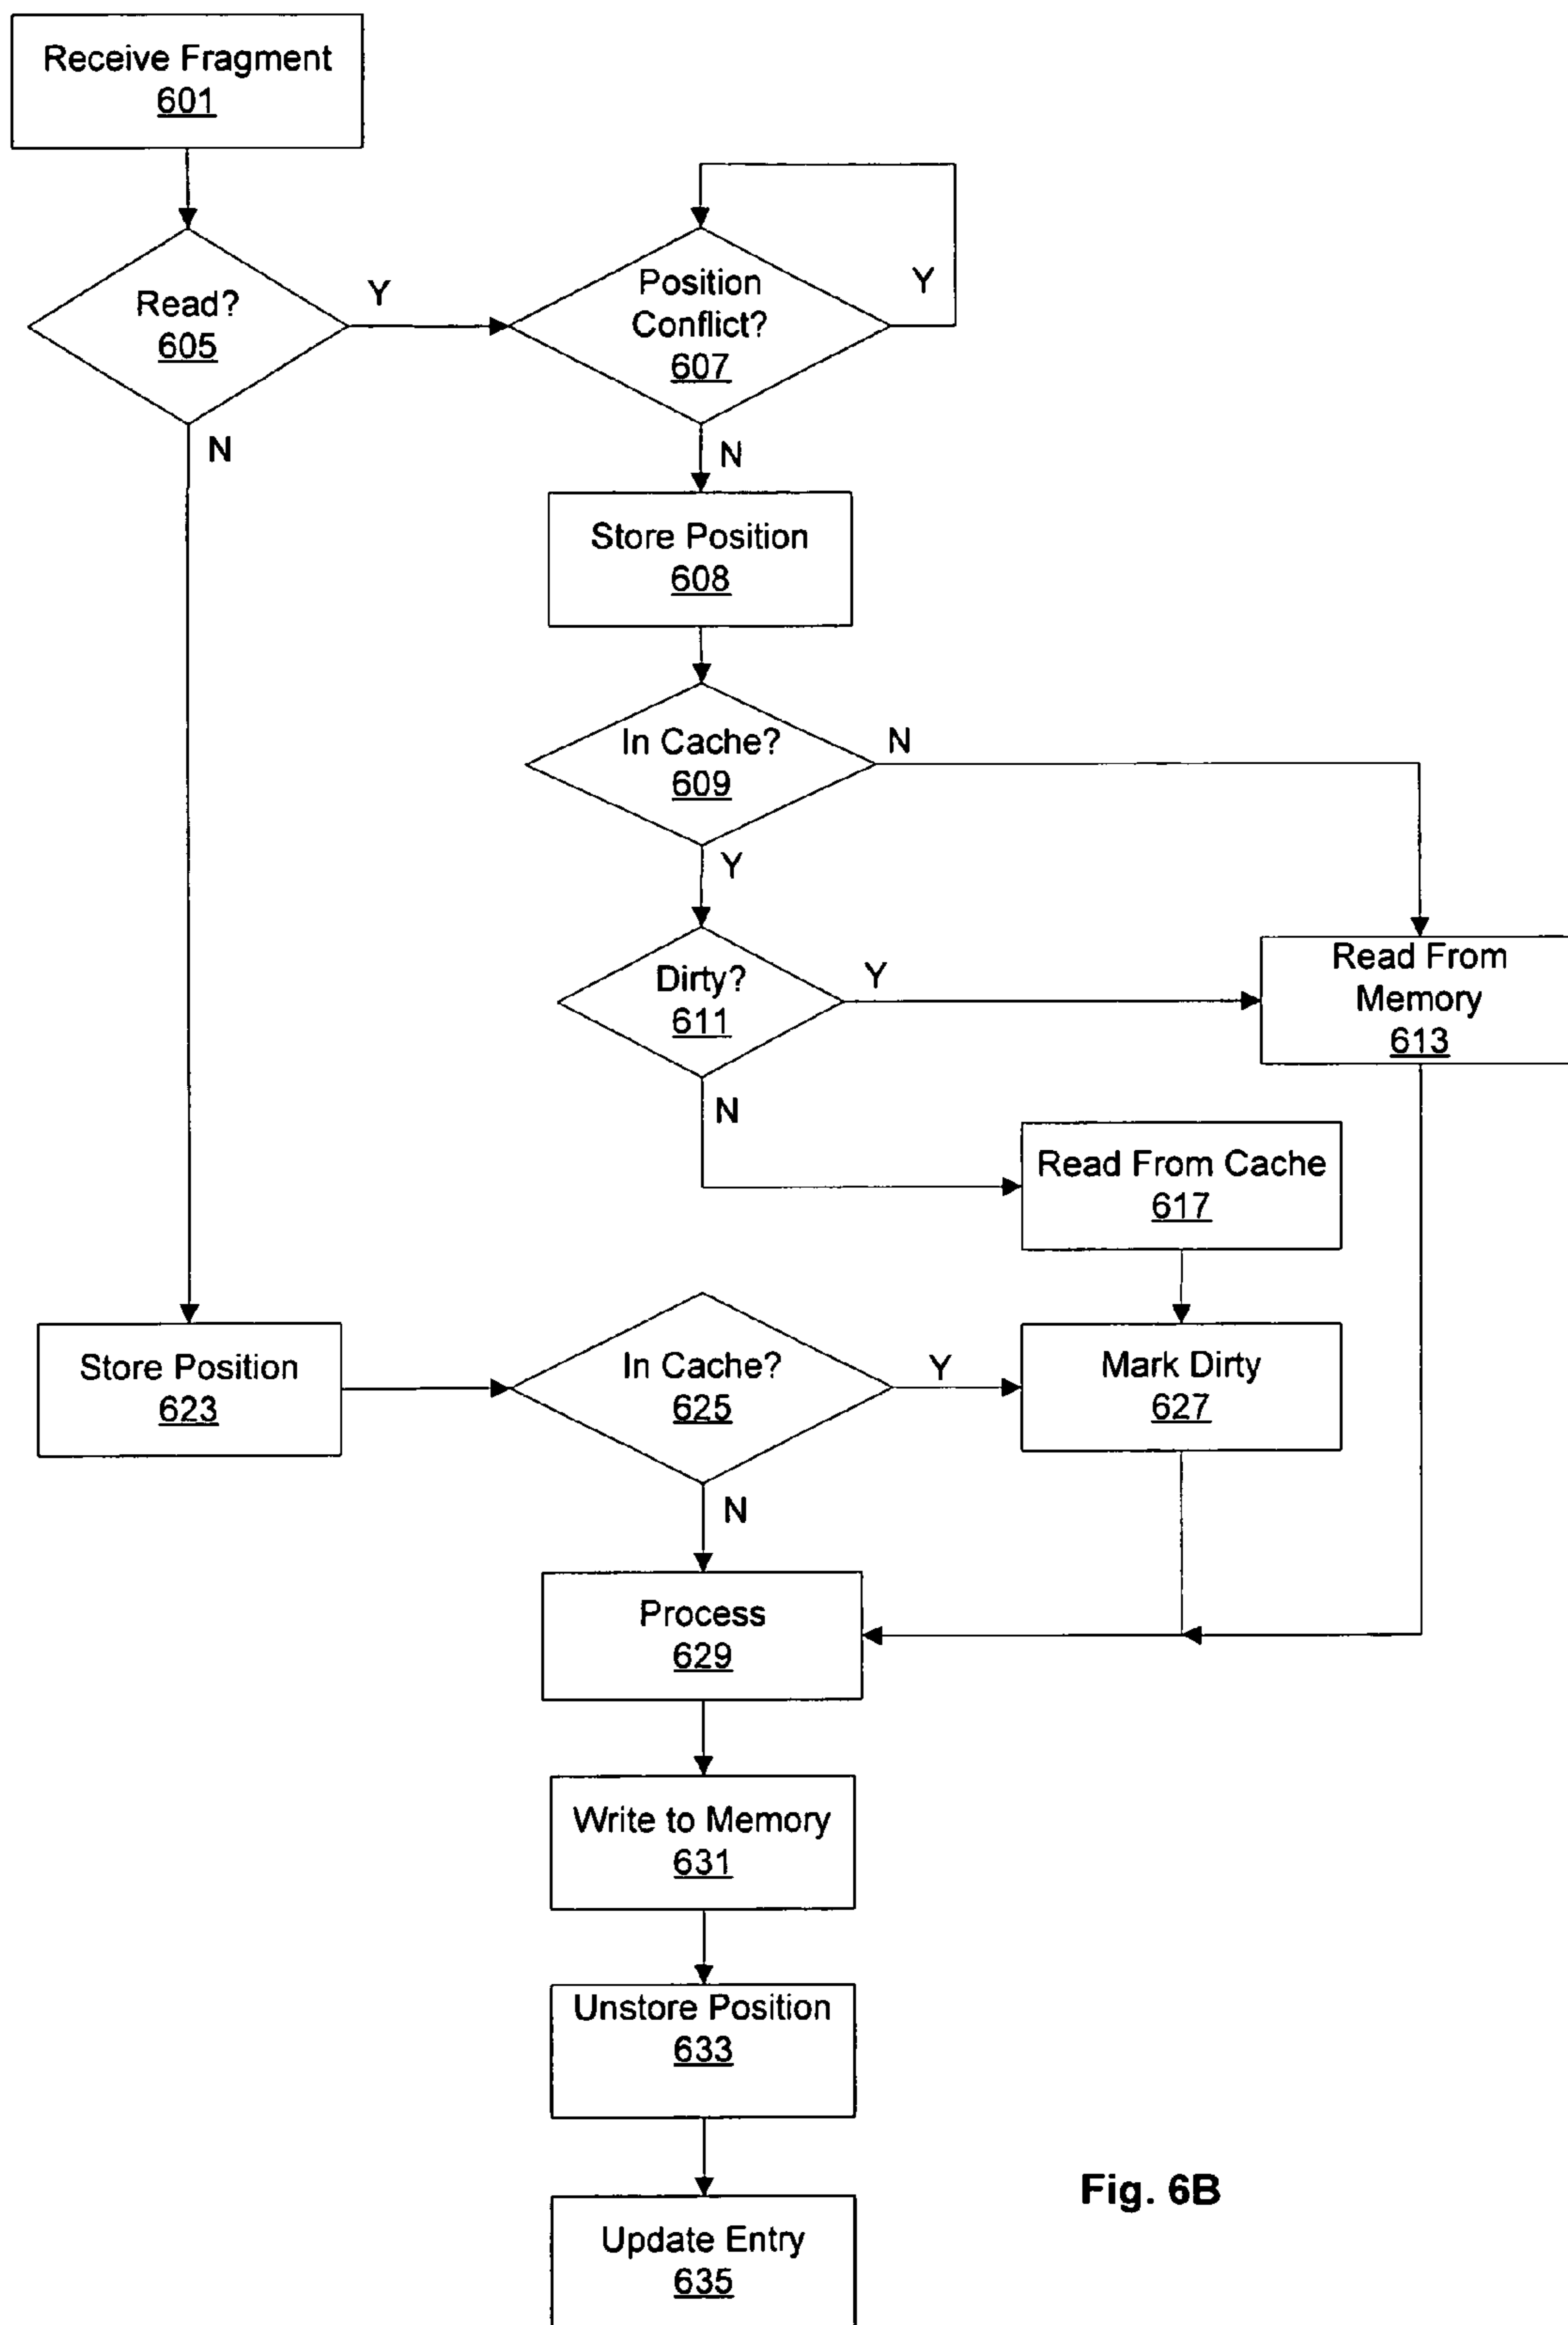 Receive Fragment
601
Read?
605
Y
N
Position
Conflict?
607
Y
N
Store Position
608
In Cache?
609
N
Y
Dirty?
611
Y
N
Read From
Memory
613
Read From Cache
617
Store Position
623
In Cache?
625
Y
N
Mark Dirty
627
Process
629
Write to Memory
631
Unstore Position
633
Update Entry
635
Fig. 6B